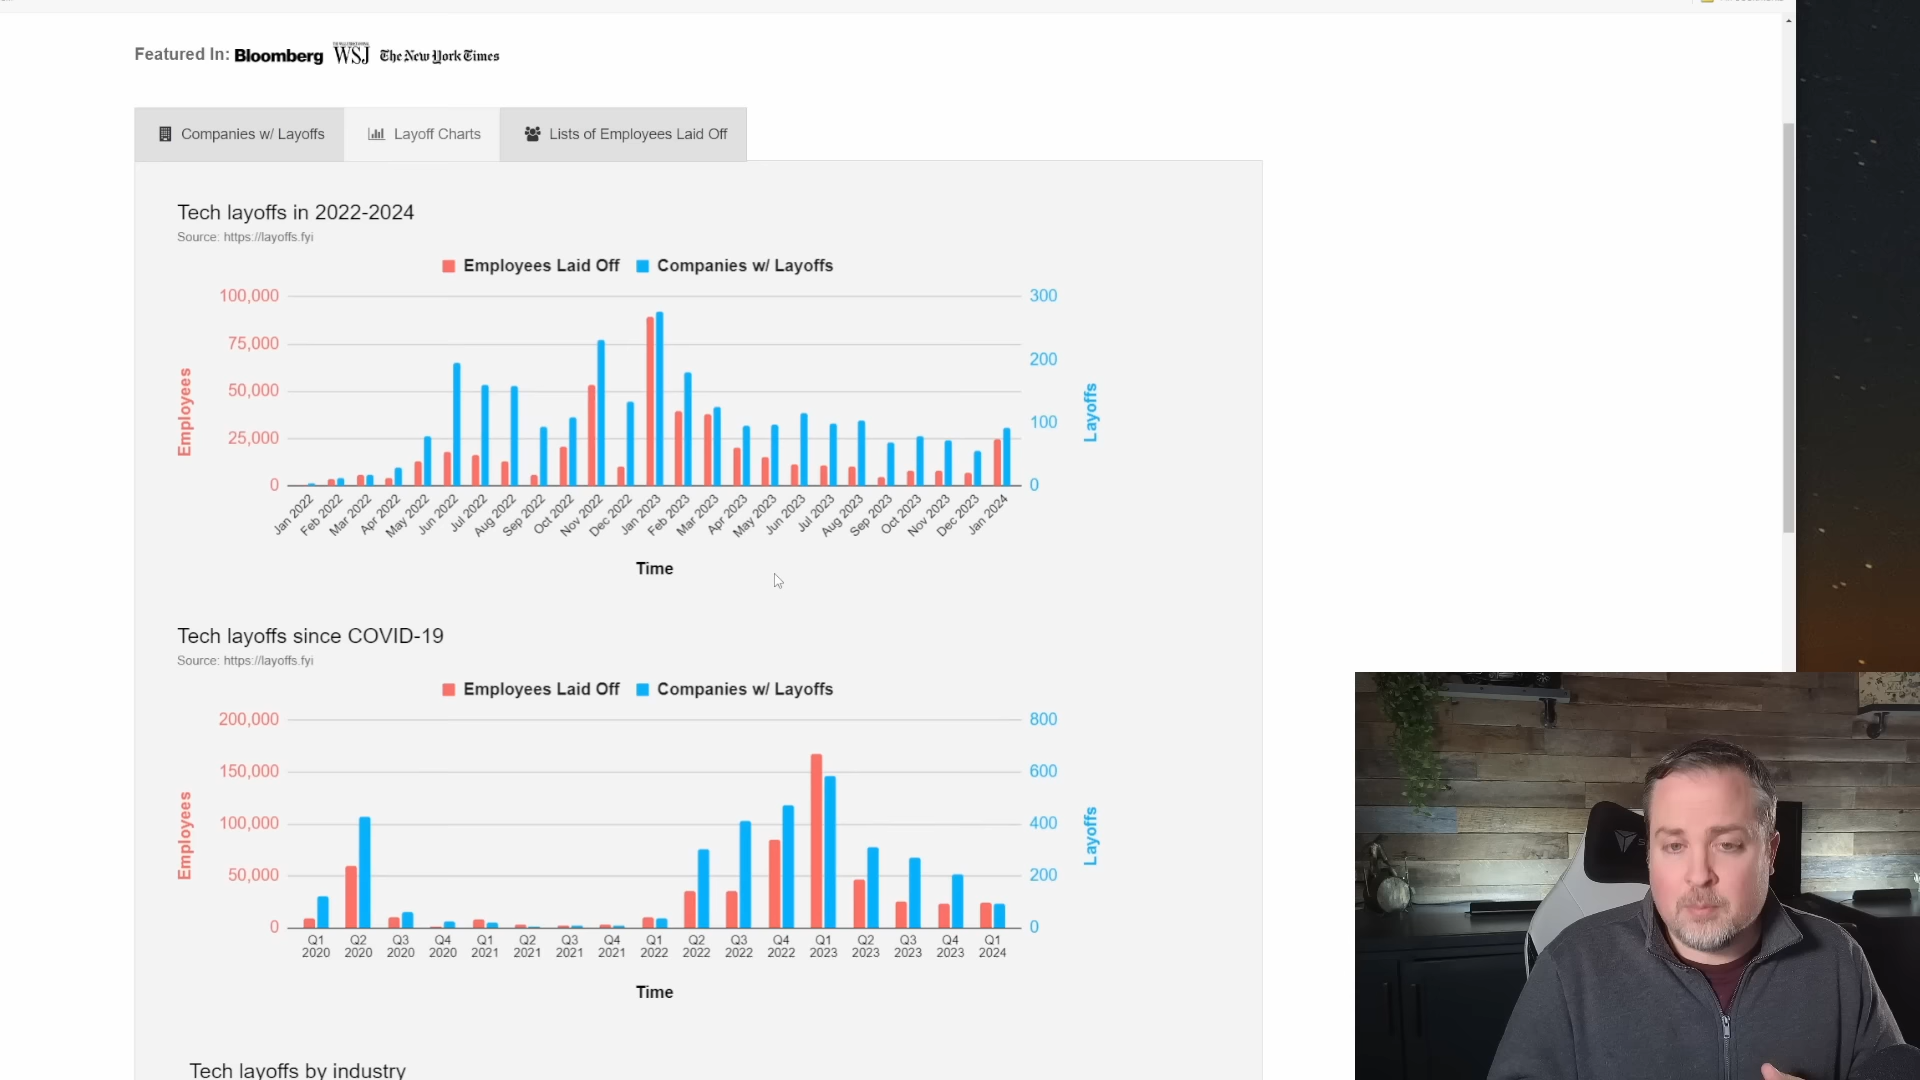 Featured In: Bloomberg WSJ The New York Times
Companies w/ Layoffs
Layoff Charts
Lists of Employees Laid Off
Tech layoffs in 2022-2024
Source: https://layoffs.fyi
Employees Laid Off
Companies w/ Layoffs
100,000
75,000
50,000
25,000
0
Employees
300
200
100
0
Layoffs
Jan 2022
Feb 2022
Mar 2022
Apr 2022
May 2022
Jun 2022
Jul 2022
Aug 2022
Sep 2022
Oct 2022
Nov 2022
Dec 2022
Jan 2023
Feb 2023
Mar 2023
Apr 2023
May 2023
Jun 2023
Jul 2023
Aug 2023
Sep 2023
Oct 2023
Nov 2023
Dec 2023
Jan 2024
Time
Tech layoffs since COVID-19
Source: https://layoffs.fyi
Employees Laid Off
Companies w/ Layoffs
200,000
150,000
100,000
50,000
0
Employees
800
600
400
200
0
Layoffs
Q1 2020
Q2 2020
Q3 2020
Q4 2020
Q1 2021
Q2 2021
Q3 2021
Q4 2021
Q1 2022
Q2 2022
Q3 2022
Q4 2022
Q1 2023
Q2 2023
Q3 2023
Q4 2023
Q1 2024
Time
Tech layoffs by industry